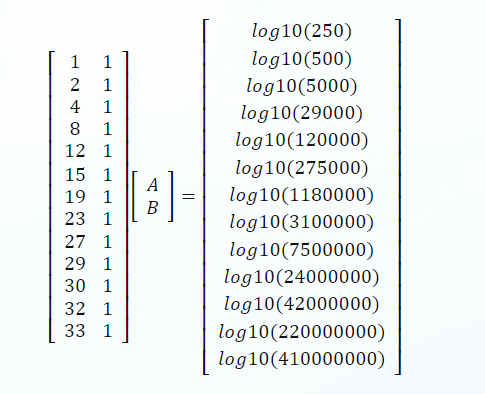 1 1
2 1
4 1
8 1
12 1
15 1
19 1
23 1
27 1
29 1
30 1
32 1
33 1
A
B
=
log10(250)
log10(500)
log10(5000)
log10(29000)
log10(120000)
log10(275000)
log10(1180000)
log10(3100000)
log10(7500000)
log10(24000000)
log10(42000000)
log10(220000000)
log10(410000000)